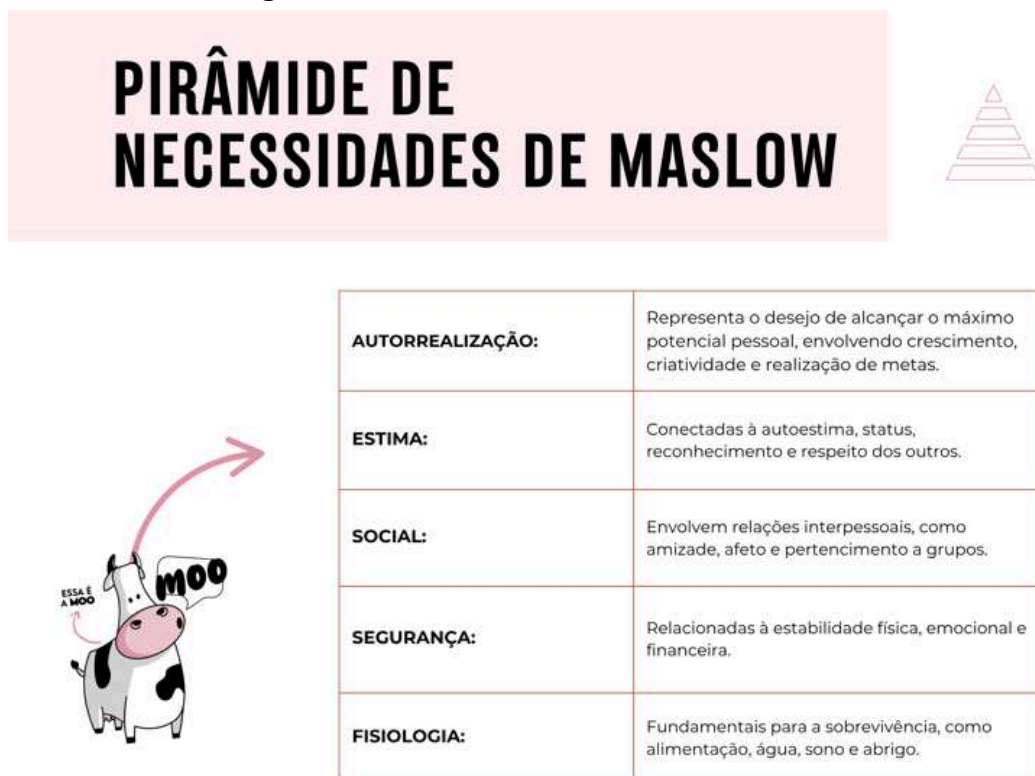 PIRÂMIDE DE
NECESSIDADES DE MASLOW
AUTORREALIZAÇÃO:
Representa o desejo de alcançar o máximo
potencial pessoal, envolvendo crescimento,
criatividade e realização de metas.
ESTIMA:
Conectadas à autoestima, status,
reconhecimento e respeito dos outros.
SOCIAL:
Envolvem relações interpessoais, como
amizade, afeto e pertencimento a grupos.
ESSA É
A MOO
MOO
SEGURANÇA:
Relacionadas à estabilidade física, emocional e
financeira.
FISIOLOGIA:
Fundamentais para a sobrevivência, como
alimentação, água, sono e abrigo.